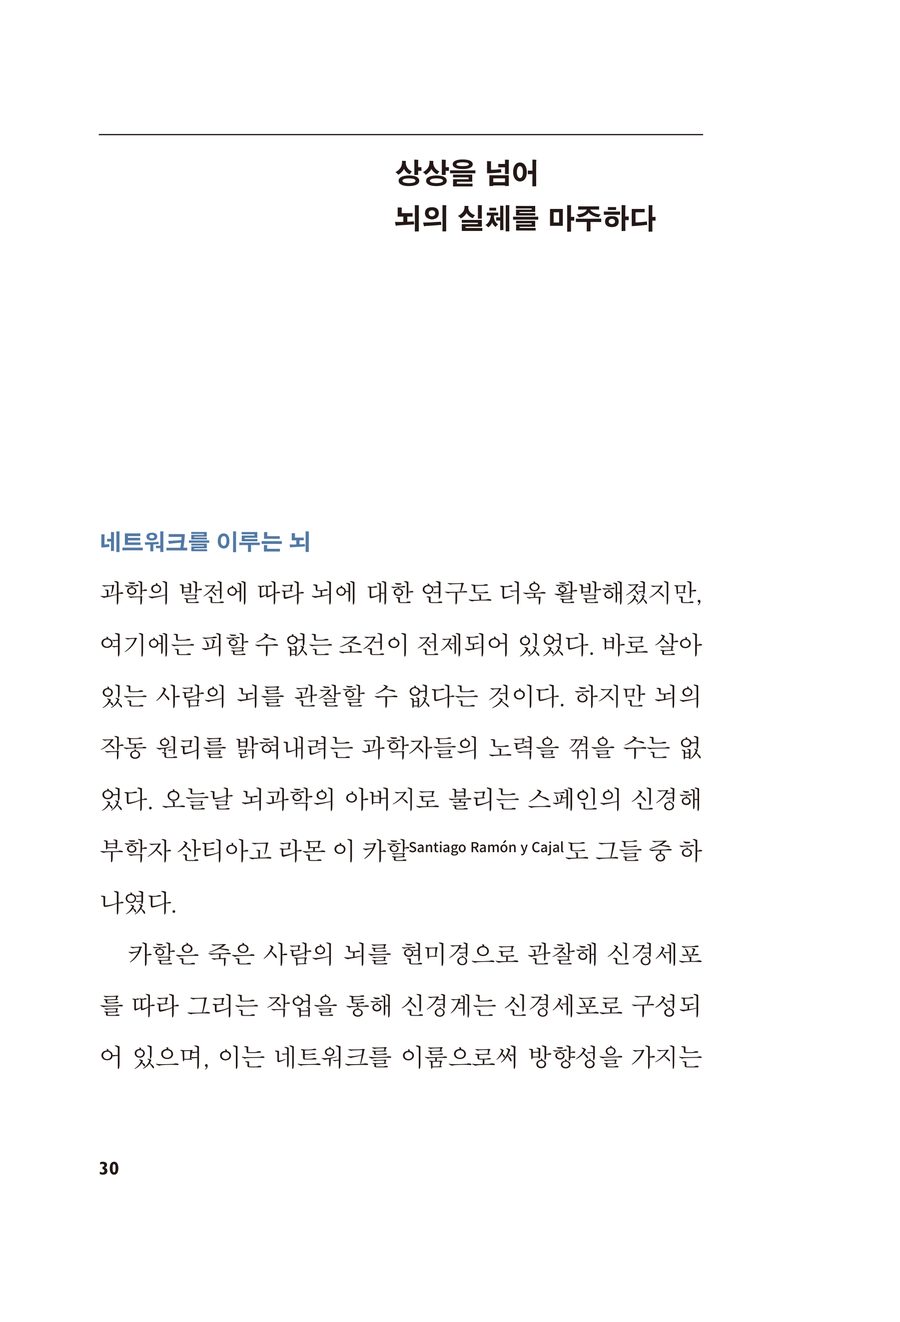 상상을 넘어
뇌의 실체를 마주하다
네트워크를 이루는 뇌
과학의 발전에 따라 뇌에 대한 연구도 더욱 활발해졌지만,
여기에는 피할 수 없는 조건이 전제되어 있었다. 바로 살아
있는 사람의 뇌를 관찰할 수 없다는 것이다. 하지만 뇌의
작동 원리를 밝혀내려는 과학자들의 노력을 꺾을 수는 없
었다. 오늘날 뇌과학의 아버지로 불리는 스페인의 신경해
부학자 산티아고 라몬 이 카할Santiago Ramón y Cajal도 그들 중 하
나였다.
카할은 죽은 사람의 뇌를 현미경으로 관찰해 신경세포
를 따라 그리는 작업을 통해 신경계는 신경세포로 구성되
어 있으며, 이는 네트워크를 이룸으로써 방향성을 가지는
30